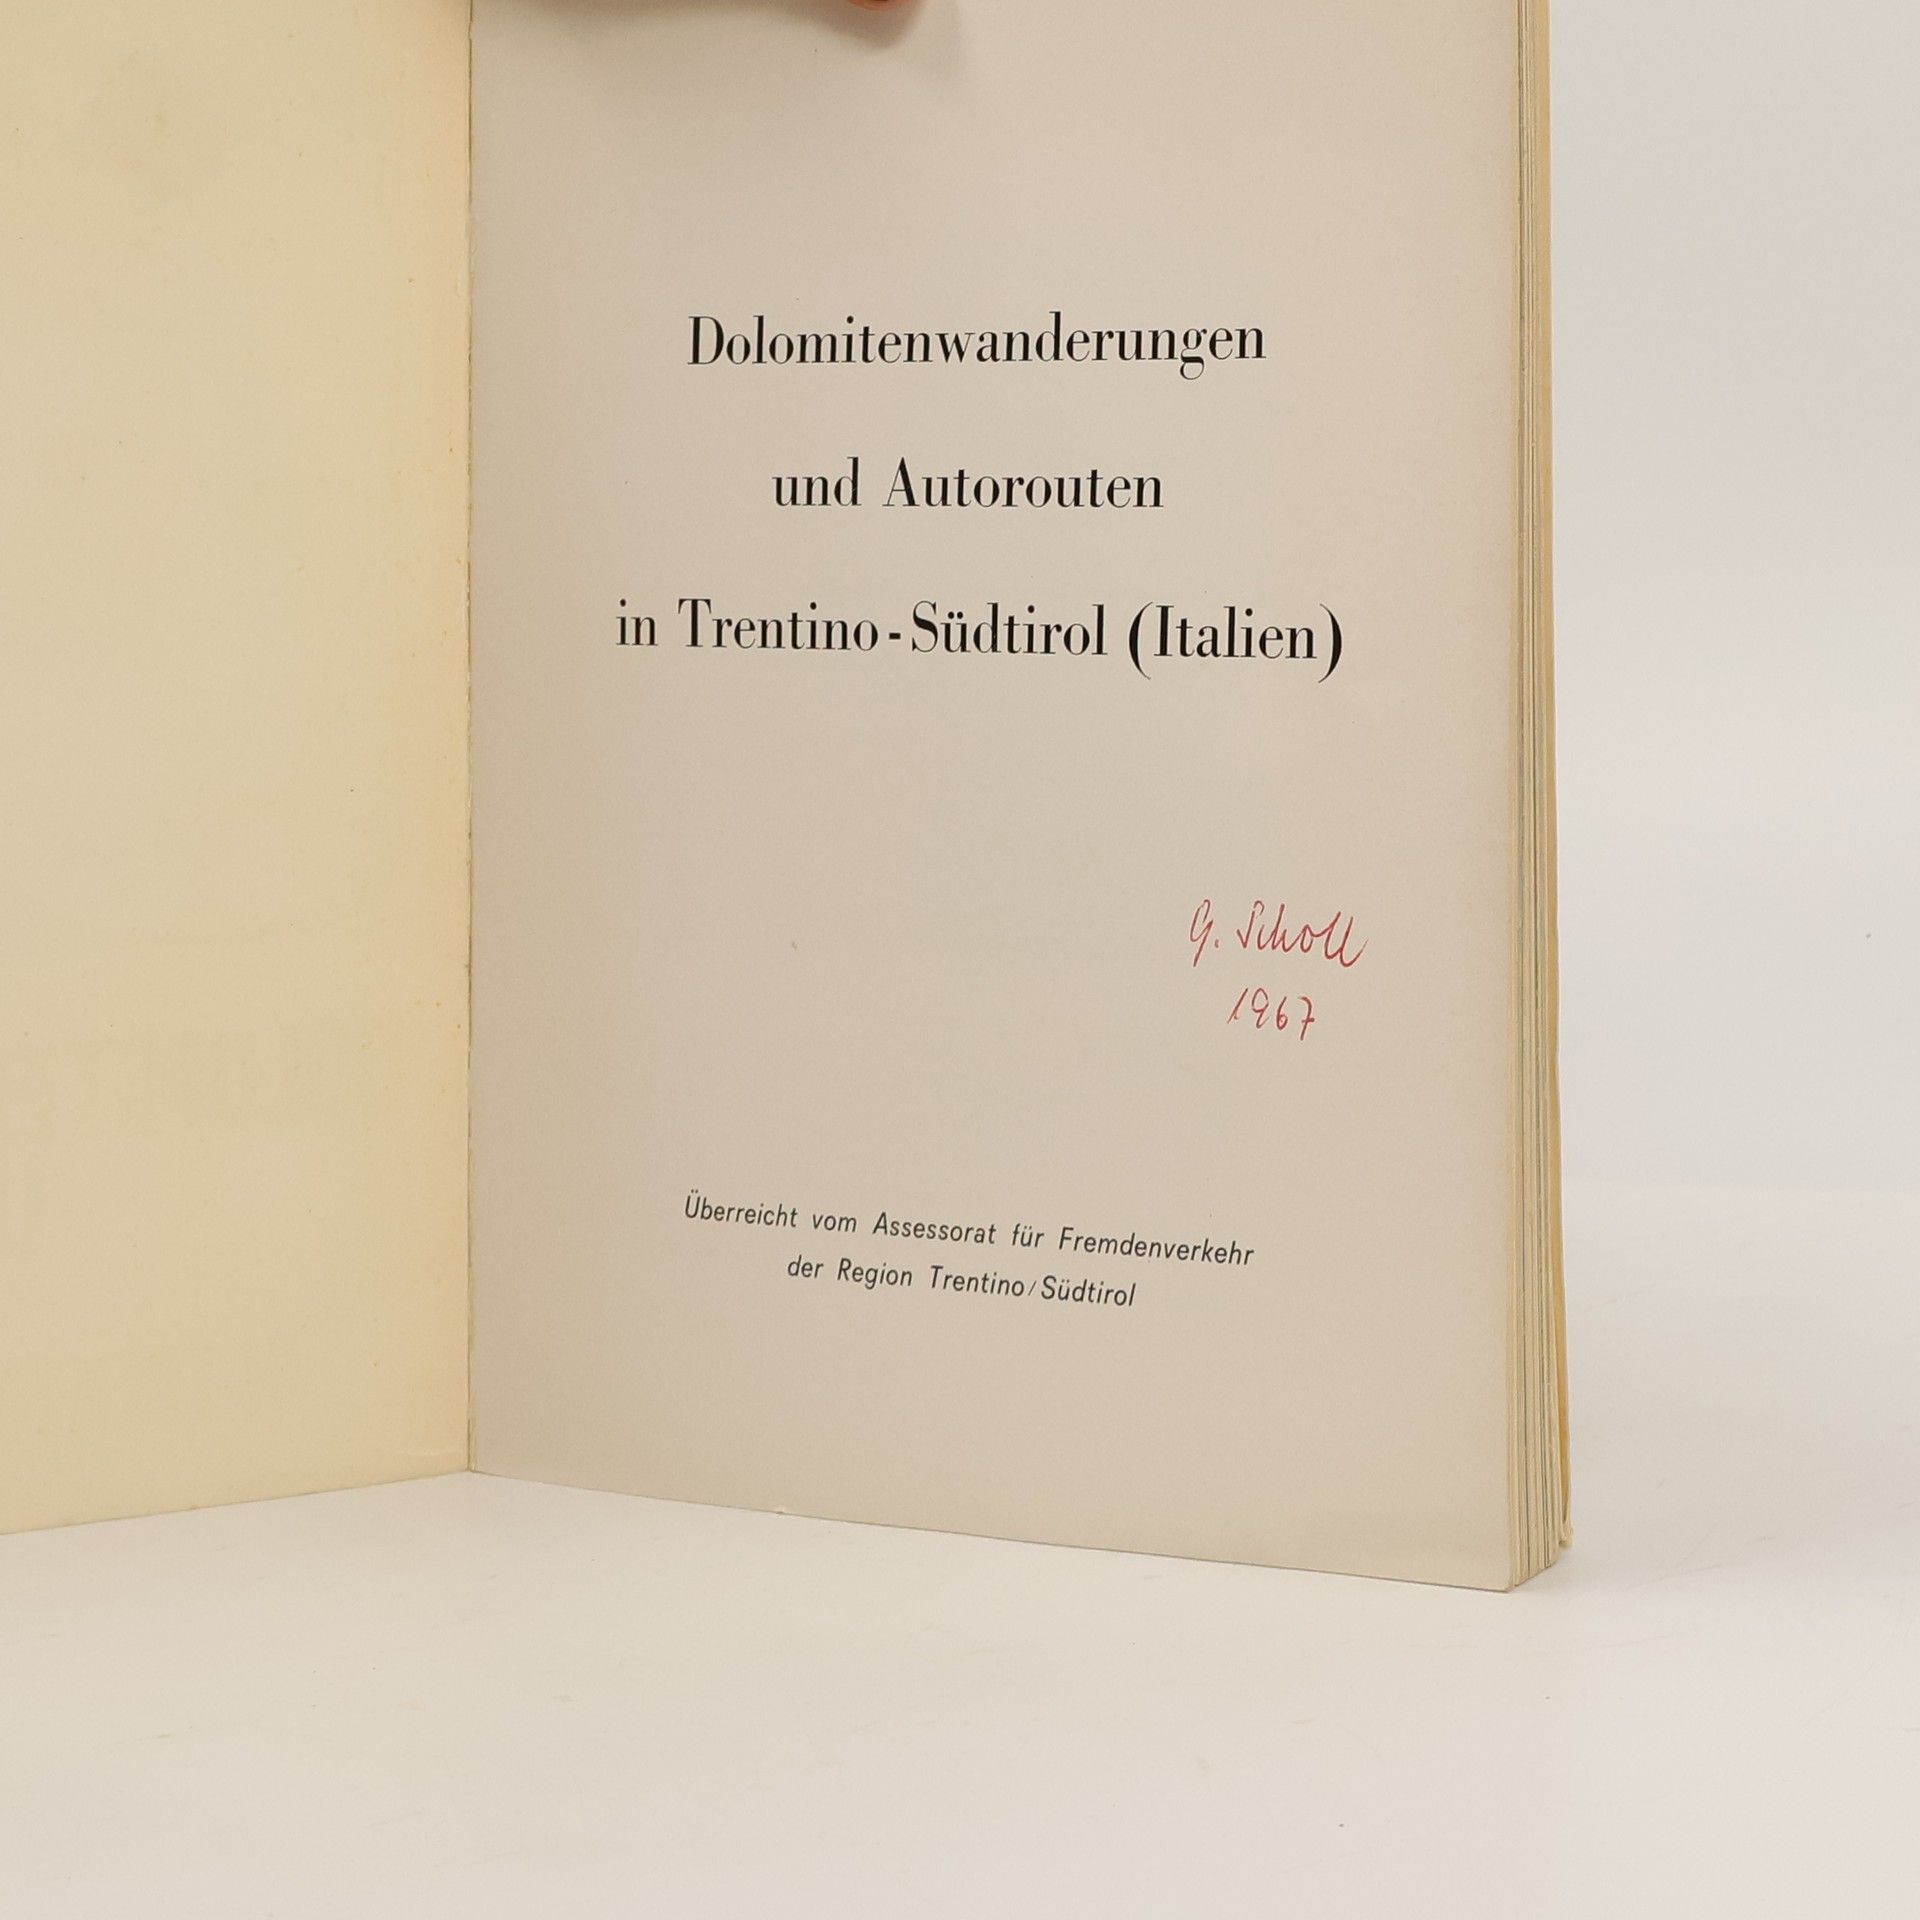 Dolomitenwanderungen
und Autorouten
in Trentino-Südtirol (Italien)
G. Scholl
1967
Überreicht vom Assessorat für Fremdenverkehr
der Region Trentino/Südtirol